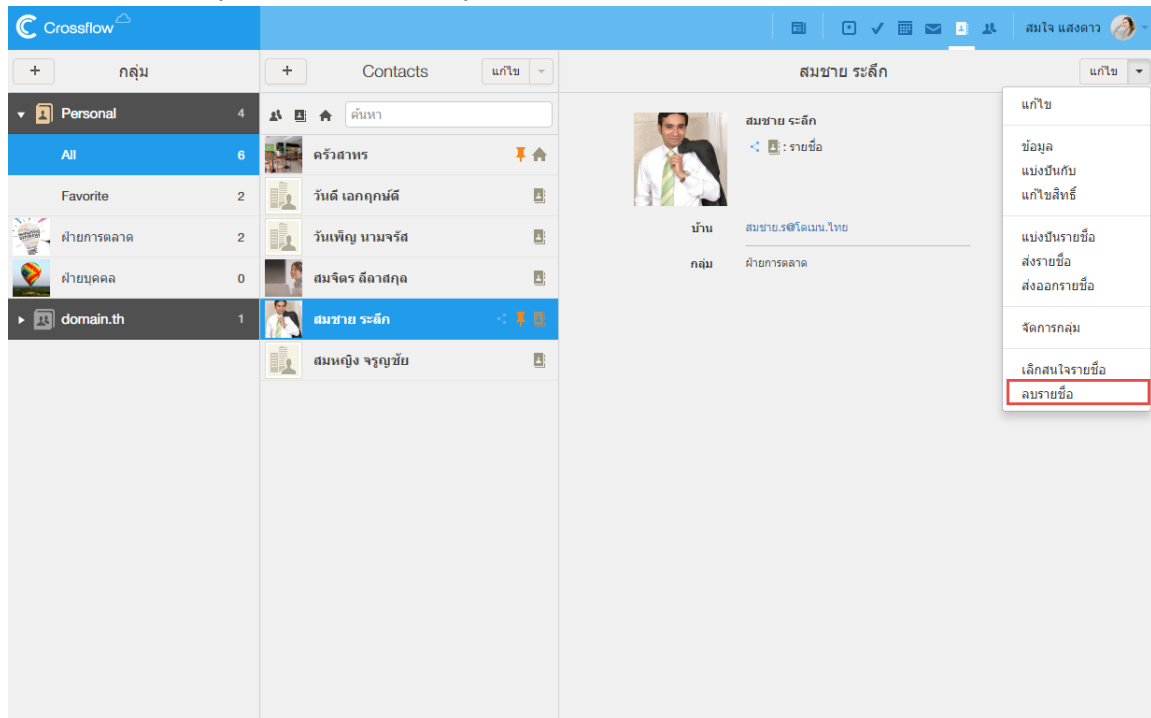 Crossflow
สมใจ แสงดาว
+ กลุ่ม
+ Contacts แก้ไข
สมชาย ระลึก แก้ไข
Personal 4
All 6
Favorite 2
ฝ่ายการตลาด 2
ฝ่ายบุคคล 0
domain.th 1
ค้นหา
ครัวสาทร
วันดี เอกฤกษ์ดี
วันเพ็ญ นามจรัส
สมจิตร ลีลาสกุล
สมชาย ระลึก
สมหญิง จรูญชัย
สมชาย ระลึก
: รายชื่อ
บ้าน สมชาย.ร@โดเมน.ไทย
กลุ่ม ฝ่ายการตลาด
แก้ไข
ข้อมูล
แบ่งปันกับ
แก้ไขสิทธิ์
แบ่งปันรายชื่อ
ส่งรายชื่อ
ส่งออกรายชื่อ
จัดการกลุ่ม
เลิกสนใจรายชื่อ
ลบรายชื่อ